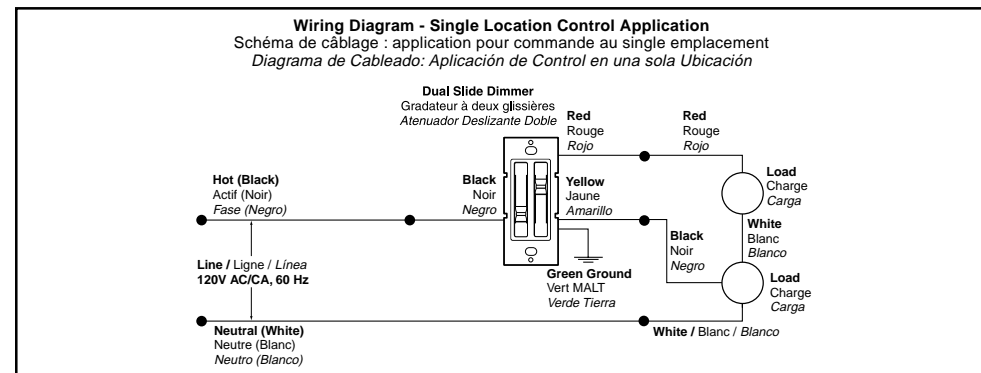 Wiring Diagram - Single Location Control Application
Schéma de câblage : application pour commande au single emplacement
Diagrama de Cableado: Aplicación de Control en una sola Ubicación
Dual Slide Dimmer
Gradateur à deux glissières
Atenuador Deslizante Doble
Red
Rouge
Rojo
Red
Rouge
Rojo
Hot (Black)
Actif (Noir)
Fase (Negro)
Black
Noir
Negro
Yellow
Jaune
Amarillo
Load
Charge
Carga
White
Blanc
Blanco
Black
Noir
Negro
Line / Ligne / Línea
120V AC/CA, 60 Hz
Green Ground
Vert MALT
Verde Tierra
Load
Charge
Carga
Neutral (White)
Neutre (Blanc)
Neutro (Blanco)
White / Blanc / Blanco